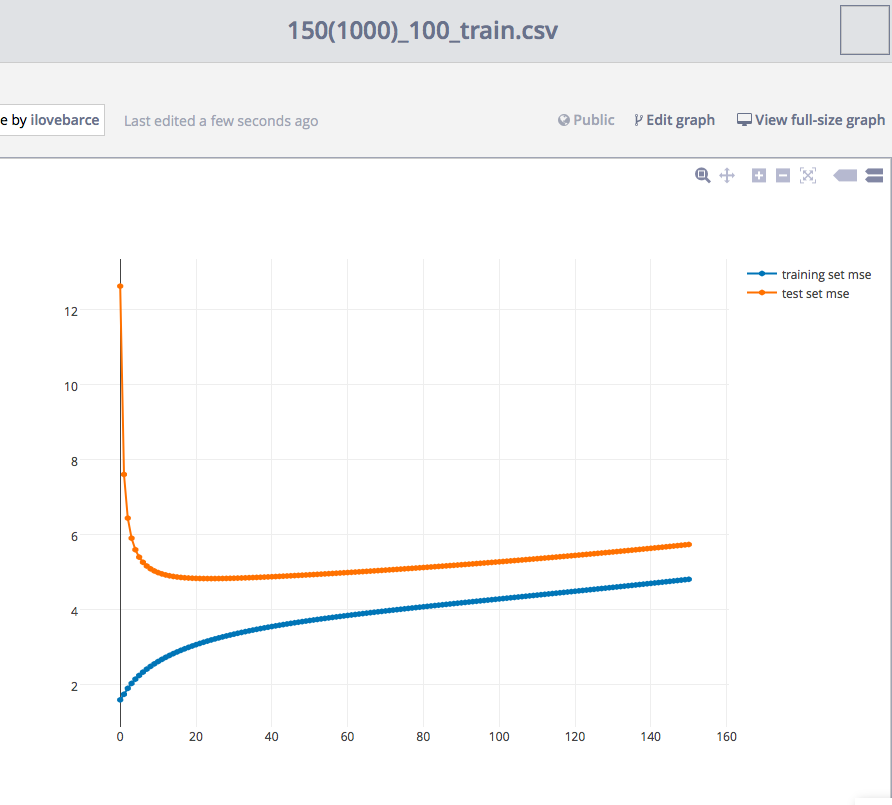 150(1000)_100_train.csv
e by ilovebarce
Last edited a few seconds ago
Public
Edit graph
View full-size graph
training set mse
test set mse
12
10
8
6
4
2
0 20 40 60 80 100 120 140 160